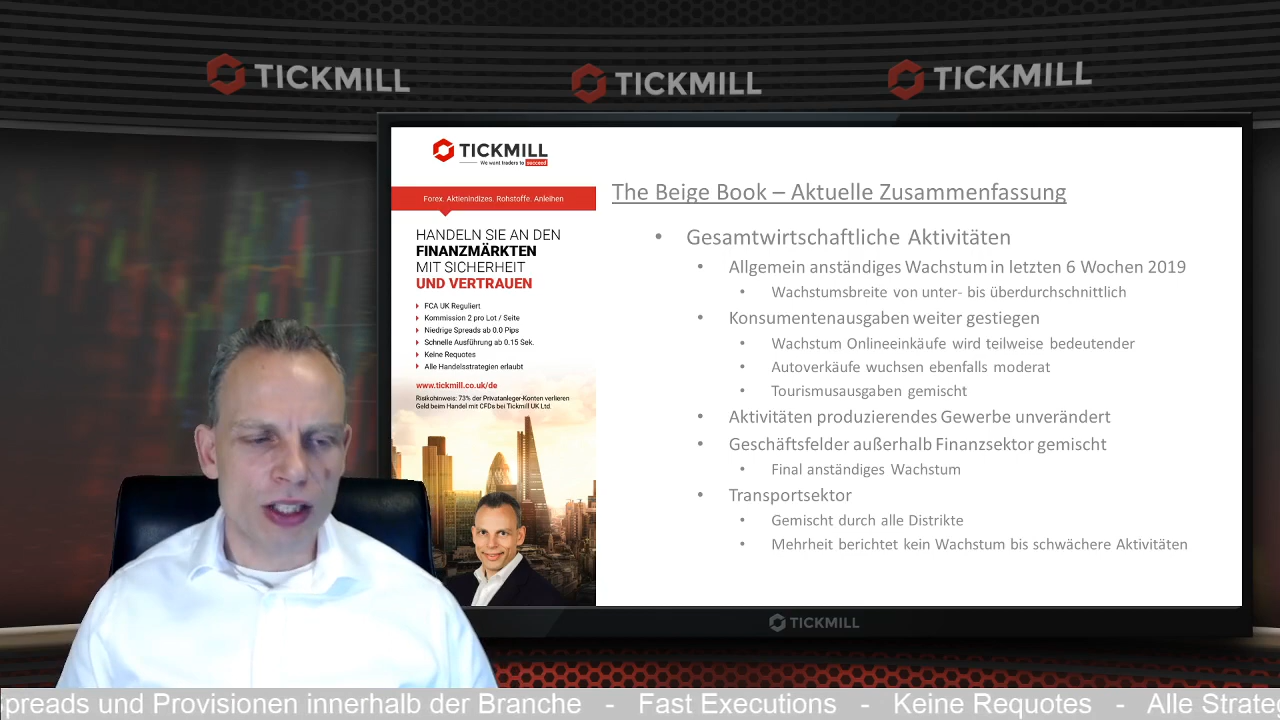 TICKMILL
TICKMILL
TICKMILL
TICKMILL
We want traders to succeed
Forex. Aktienindizes. Rohstoffe. Anleihen
HANDELN SIE AN DEN
FINANZMÄRKTEN
MIT SICHERHEIT
UND VERTRAUEN
FCA UK Reguliert
Kommission 2 pro Lot / Seite
Niedrige Spreads ab 0.0 Pips
Schnelle Ausführung ab 0.15 Sek.
Keine Requotes
Alle Handelsstrategien erlaubt
www.tickmill.co.uk/de
Risikohinweis: 73% der Privatanleger-Konten verlieren
Geld beim Handel mit CFDs bei Tickmill UK Ltd.
The Beige Book – Aktuelle Zusammenfassung
• Gesamtwirtschaftliche Aktivitäten
• Allgemein anständiges Wachstum in letzten 6 Wochen 2019
• Wachstumsbreite von unter- bis überdurchschnittlich
• Konsumentenausgaben weiter gestiegen
• Wachstum Onlineeinkäufe wird teilweise bedeutender
• Autoverkäufe wuchsen ebenfalls moderat
• Tourismusausgaben gemischt
• Aktivitäten produzierendes Gewerbe unverändert
• Geschäftsfelder außerhalb Finanzsektor gemischt
• Final anständiges Wachstum
• Transportsektor
• Gemischt durch alle Distrikte
• Mehrheit berichtet kein Wachstum bis schwächere Aktivitäten
TICKMILL
preads und Provisionen innerhalb der Branche - Fast Executions - Keine Requotes - Alle Strateg